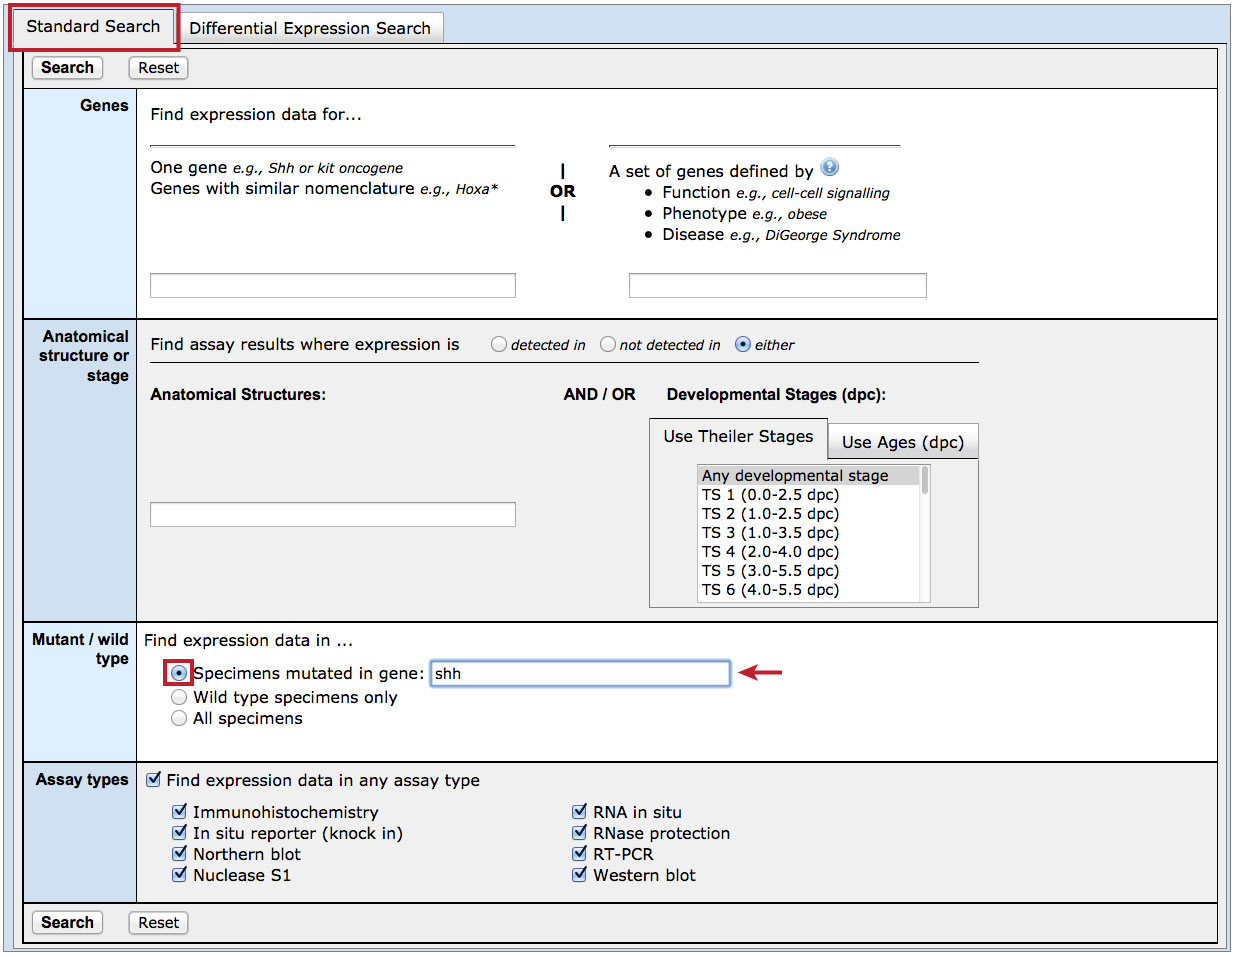 Standard Search
Differential Expression Search
Search
Reset
Genes
Find expression data for...
One gene e.g., Shh or kit oncogene
Genes with similar nomenclature e.g., Hoxa*
|
OR
|
A set of genes defined by ?
• Function e.g., cell-cell signalling
• Phenotype e.g., obese
• Disease e.g., DiGeorge Syndrome
Anatomical
structure or
stage
Find assay results where expression is
detected in
not detected in
either
Anatomical Structures:
AND / OR
Developmental Stages (dpc):
Use Theiler Stages
Use Ages (dpc)
Any developmental stage
TS 1 (0.0-2.5 dpc)
TS 2 (1.0-2.5 dpc)
TS 3 (1.0-3.5 dpc)
TS 4 (2.0-4.0 dpc)
TS 5 (3.0-5.5 dpc)
TS 6 (4.0-5.5 dpc)
Mutant / wild
type
Find expression data in ...
Specimens mutated in gene: shh
Wild type specimens only
All specimens
Assay types
Find expression data in any assay type
Immunohistochemistry
In situ reporter (knock in)
Northern blot
Nuclease S1
RNA in situ
RNase protection
RT-PCR
Western blot
Search
Reset